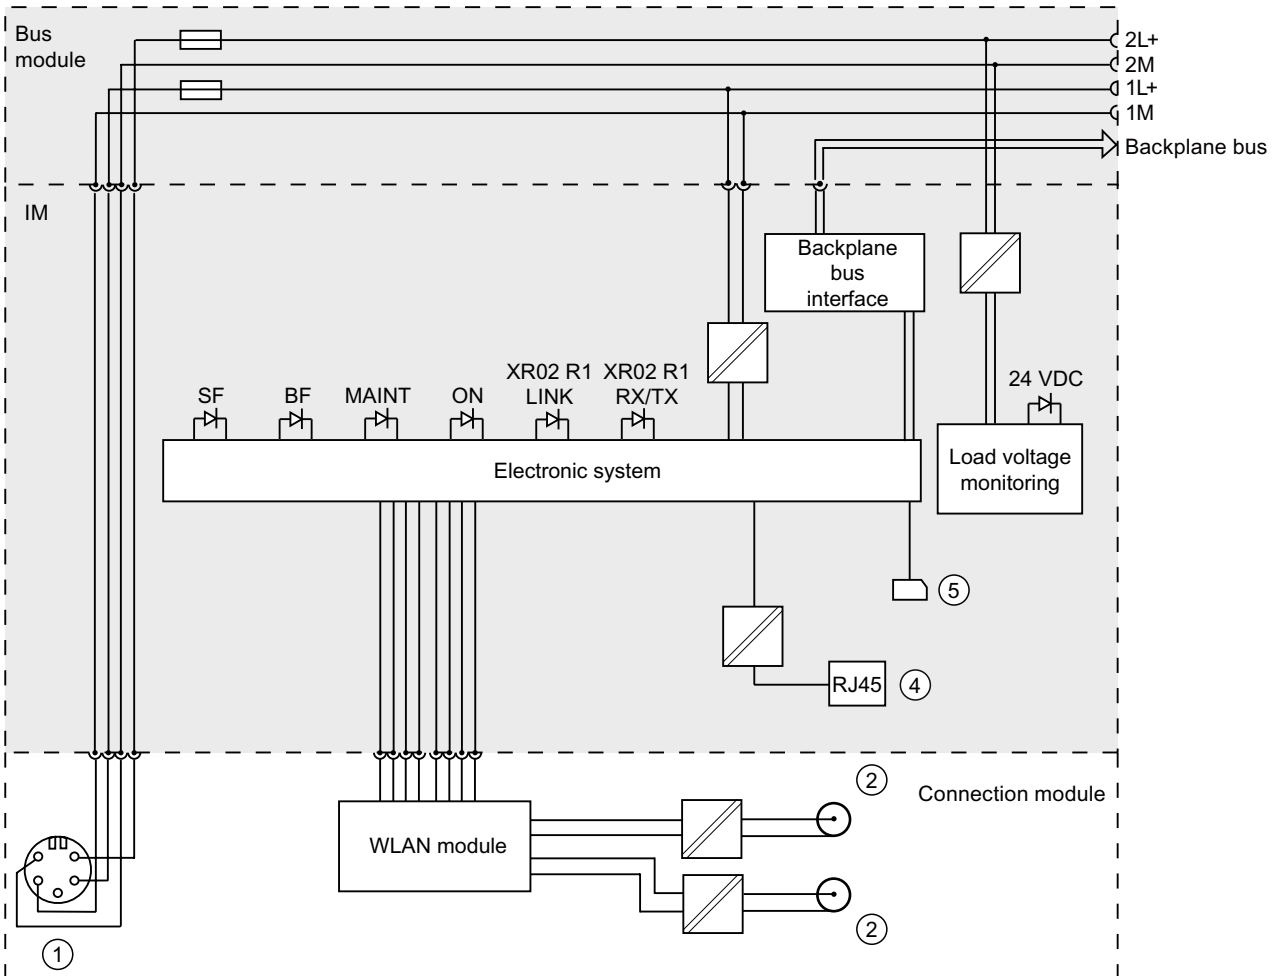 Bus
module
2L+
2M
1L+
1M
Backplane bus
IM
Backplane
bus
interface
SF
BF
MAINT
ON
XR02 R1
LINK
XR02 R1
RX/TX
24 VDC
Electronic system
Load voltage
monitoring
5
RJ45
4
2
Connection module
WLAN module
2
1